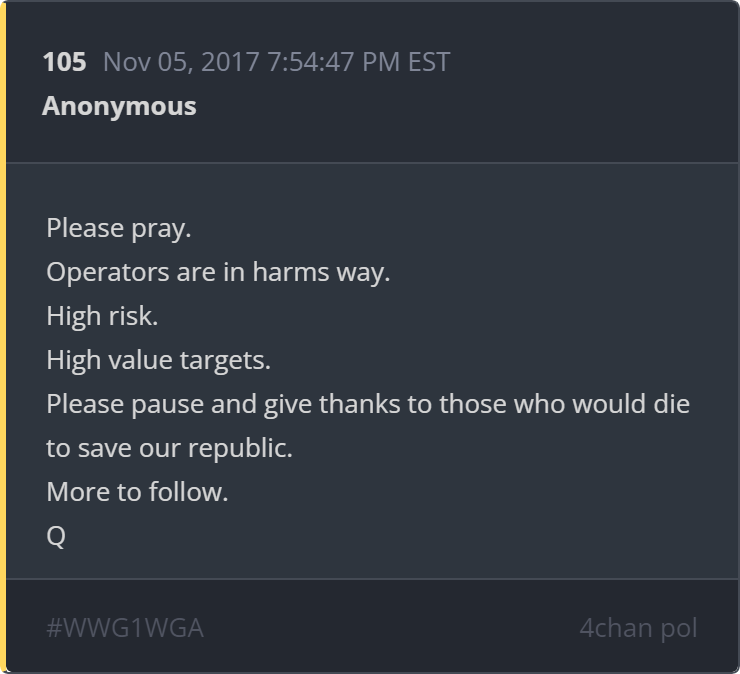 105 Nov 05, 2017 7:54:47 PM EST
Anonymous
Please pray.
Operators are in harms way.
High risk.
High value targets.
Please pause and give thanks to those who would die
to save our republic.
More to follow.
Q
#WWG1WGA 4chan pol